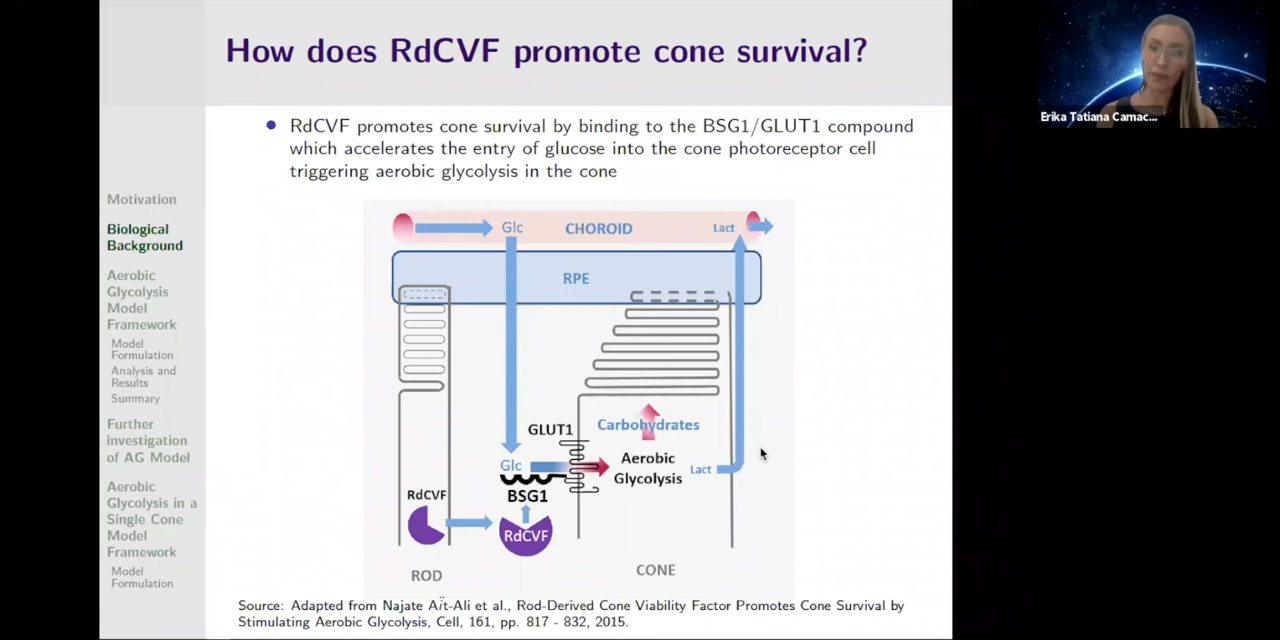 How does RdCVF promote cone survival?
Erika Tatiana Camac...
RdCVF promotes cone survival by binding to the BSG1/GLUT1 compound
which accelerates the entry of glucose into the cone photoreceptor cell
triggering aerobic glycolysis in the cone
Motivation
Biological
Background
Aerobic
Glycolysis
Model
Framework
Model
Formulation
Analysis and
Results
Summary
Further
investigation
of AG Model
Aerobic
Glycolysis in a
Single Cone
Model
Framework
Model
Formulation
Glc
CHOROID
Lact
RPE
GLUT1
Carbohydrates
Glc
Aerobic
Glycolysis
Lact
RdCVF
BSG1
RdCVF
ROD
CONE
Source: Adapted from Najate Aït-Ali et al., Rod-Derived Cone Viability Factor Promotes Cone Survival by
Stimulating Aerobic Glycolysis, Cell, 161, pp. 817 - 832, 2015.